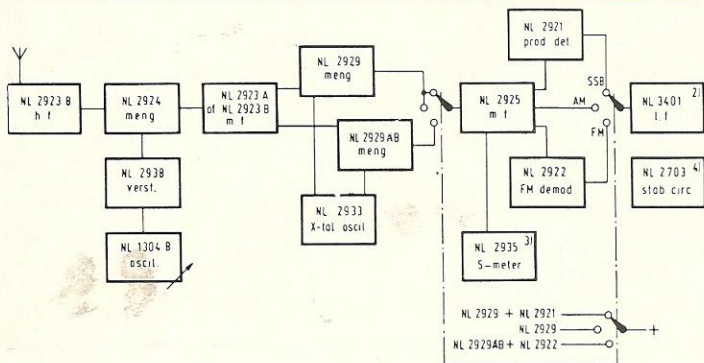 NL 2923 B
h f
NL 2924
meng
NL 2923 A
of NL 2923 B
m f
NL 2929
meng
NL 2929AB
meng
NL 2938
verst.
NL 1304 B
oscil.
NL 2933
X-tal oscil
NL 2925
m f.
NL 2921
prod det.
SSB
AM
FM
NL 2922
FM demod
NL 2935 3)
S-meter
NL 3401 2)
l.f
NL 2703 4)
stab circ
NL 2929 + NL 2921
NL 2929
NL 2929AB + NL 2922
+